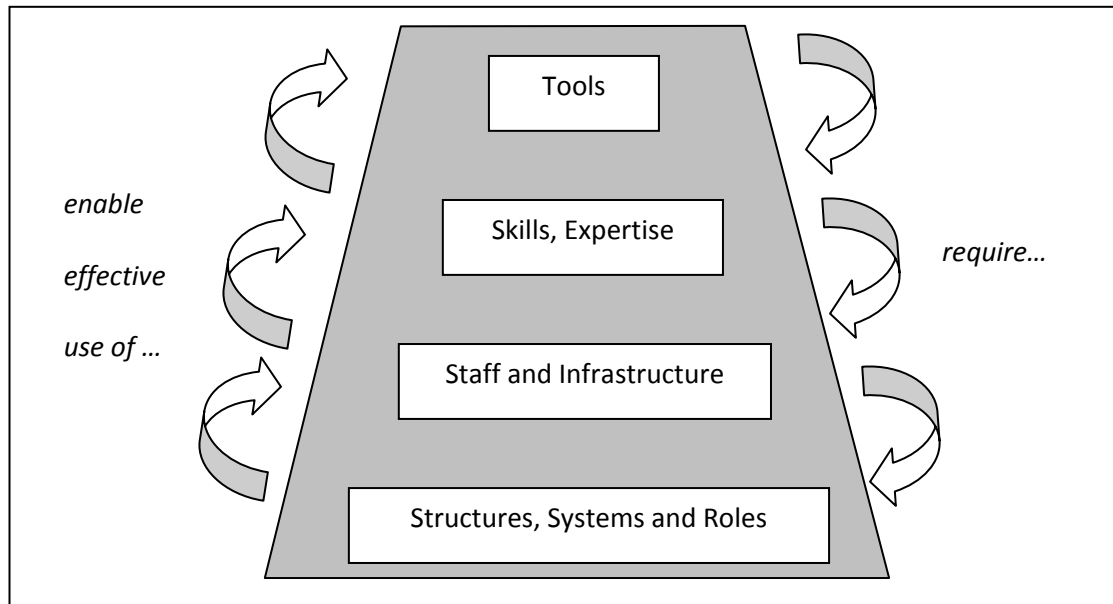 Tools
Skills, Expertise
Staff and Infrastructure
Structures, Systems and Roles
enable
effective
use of …
require…